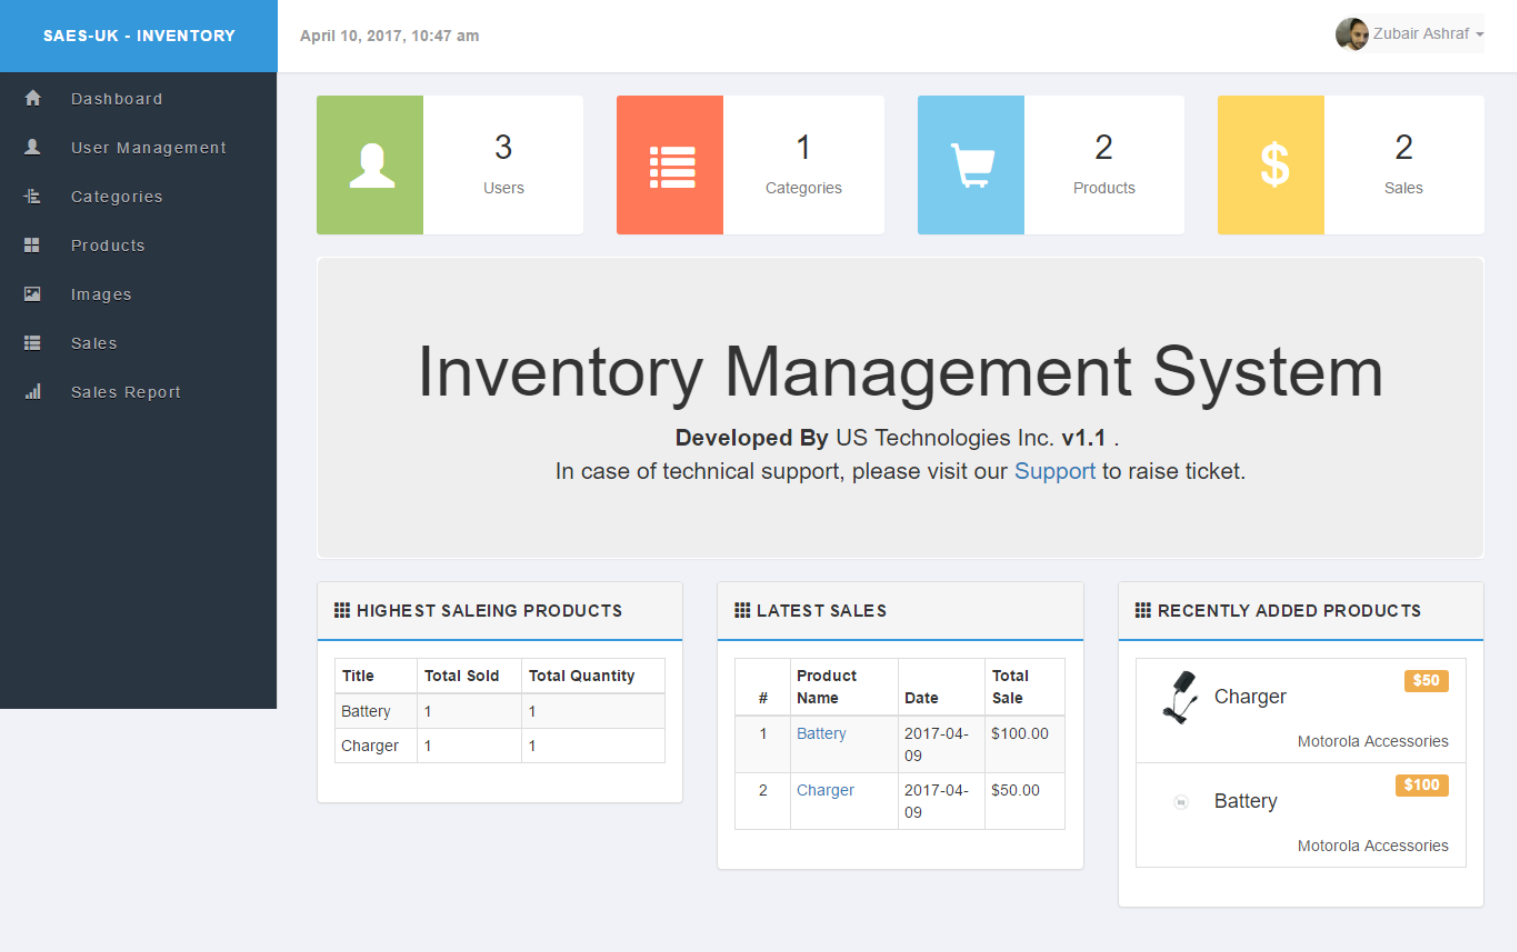 SAES-UK - INVENTORY
April 10, 2017, 10:47 am
Zubair Ashraf
Dashboard
User Management
Categories
Products
Images
Sales
Sales Report
3
Users
1
Categories
2
Products
$
2
Sales
Inventory Management System
Developed By US Technologies Inc. v1.1 .
In case of technical support, please visit our Support to raise ticket.
HIGHEST SALEING PRODUCTS
Title Total Sold Total Quantity
Battery 1 1
Charger 1 1
LATEST SALES
# Product Name Date Total Sale
1 Battery 2017-04-09 $100.00
2 Charger 2017-04-09 $50.00
RECENTLY ADDED PRODUCTS
$50
Charger
Motorola Accessories
$100
Battery
Motorola Accessories